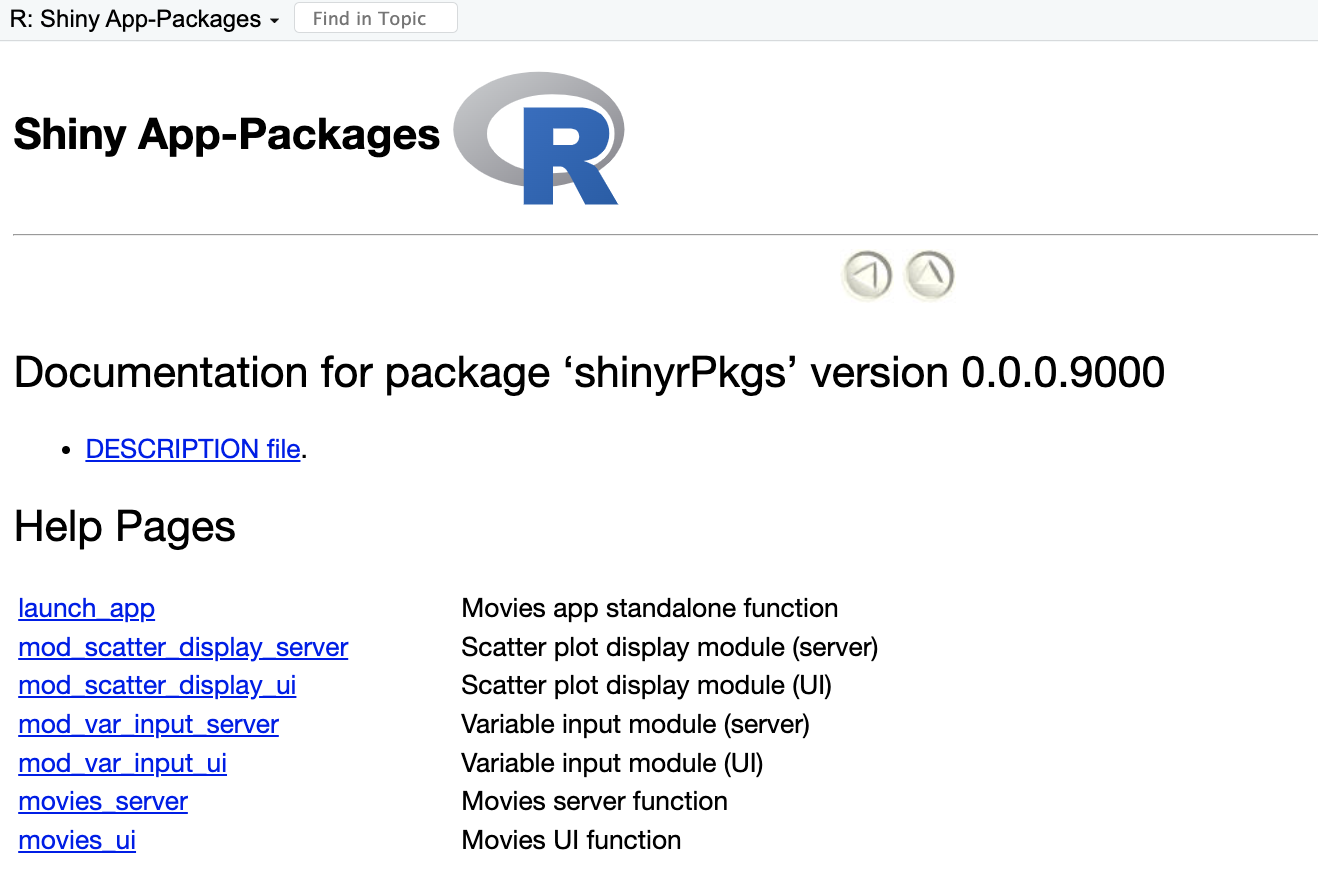 R: Shiny App-Packages
Find in Topic
Shiny App-Packages
R
Documentation for package ‘shinyrPkgs’ version 0.0.0.9000
• DESCRIPTION file.
Help Pages
launch_app Movies app standalone function
mod_scatter_display_server Scatter plot display module (server)
mod_scatter_display_ui Scatter plot display module (UI)
mod_var_input_server Variable input module (server)
mod_var_input_ui Variable input module (UI)
movies_server Movies server function
movies_ui Movies UI function